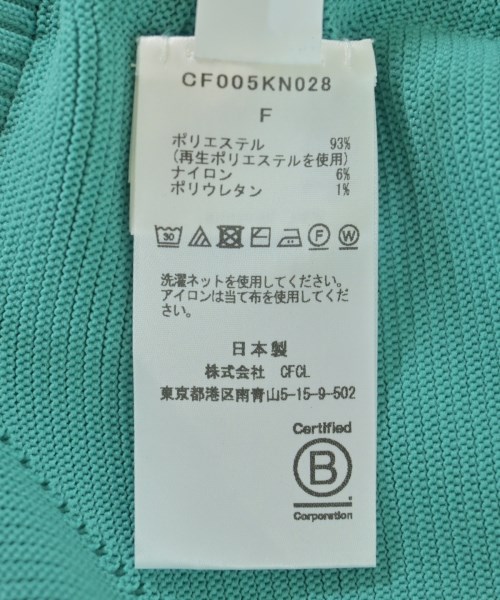 CF005KN028
F
ポリエステル 93%
(再生ポリエステルを使用)
ナイロン 6%
ポリウレタン 1%
30 F W
洗濯ネットを使用してください。
アイロンは当て布を使用してくだ
さい。
日本製
株式会社 CFCL
東京都港区南青山5-15-9-502
Certified
B
Corporation